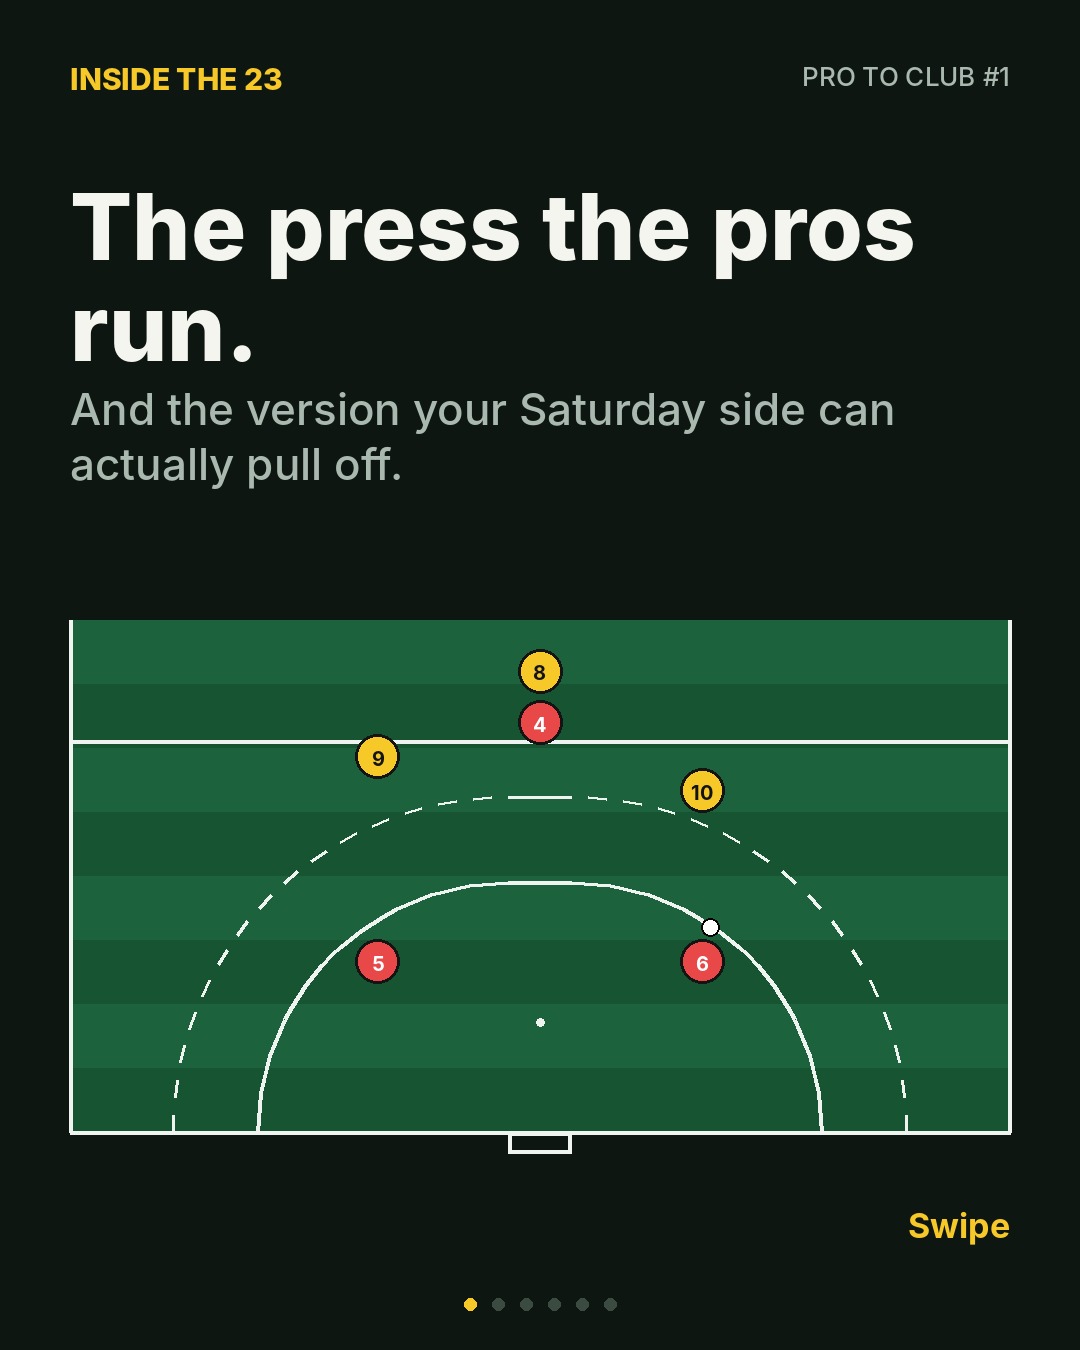 INSIDE THE 23
PRO TO CLUB #1
The press the pros
run.
And the version your Saturday side can
actually pull off.
8
4
9
10
5
6
Swipe